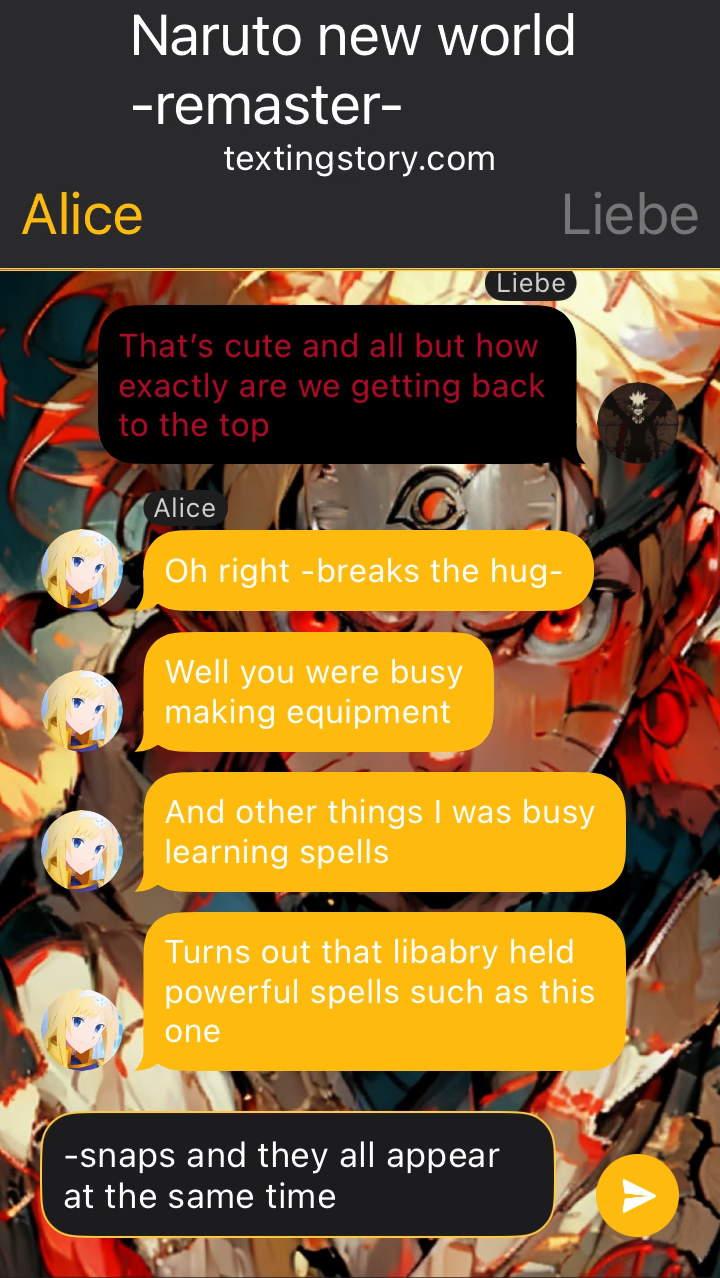 Naruto new world
-remaster-
textingstory.com
Alice
Liebe
Liebe
That's cute and all but how
exactly are we getting back
to the top
Alice
Oh right -breaks the hug-
Well you were busy
making equipment
And other things I was busy
learning spells
Turns out that libabry held
powerful spells such as this
one
-snaps and they all appear
at the same time